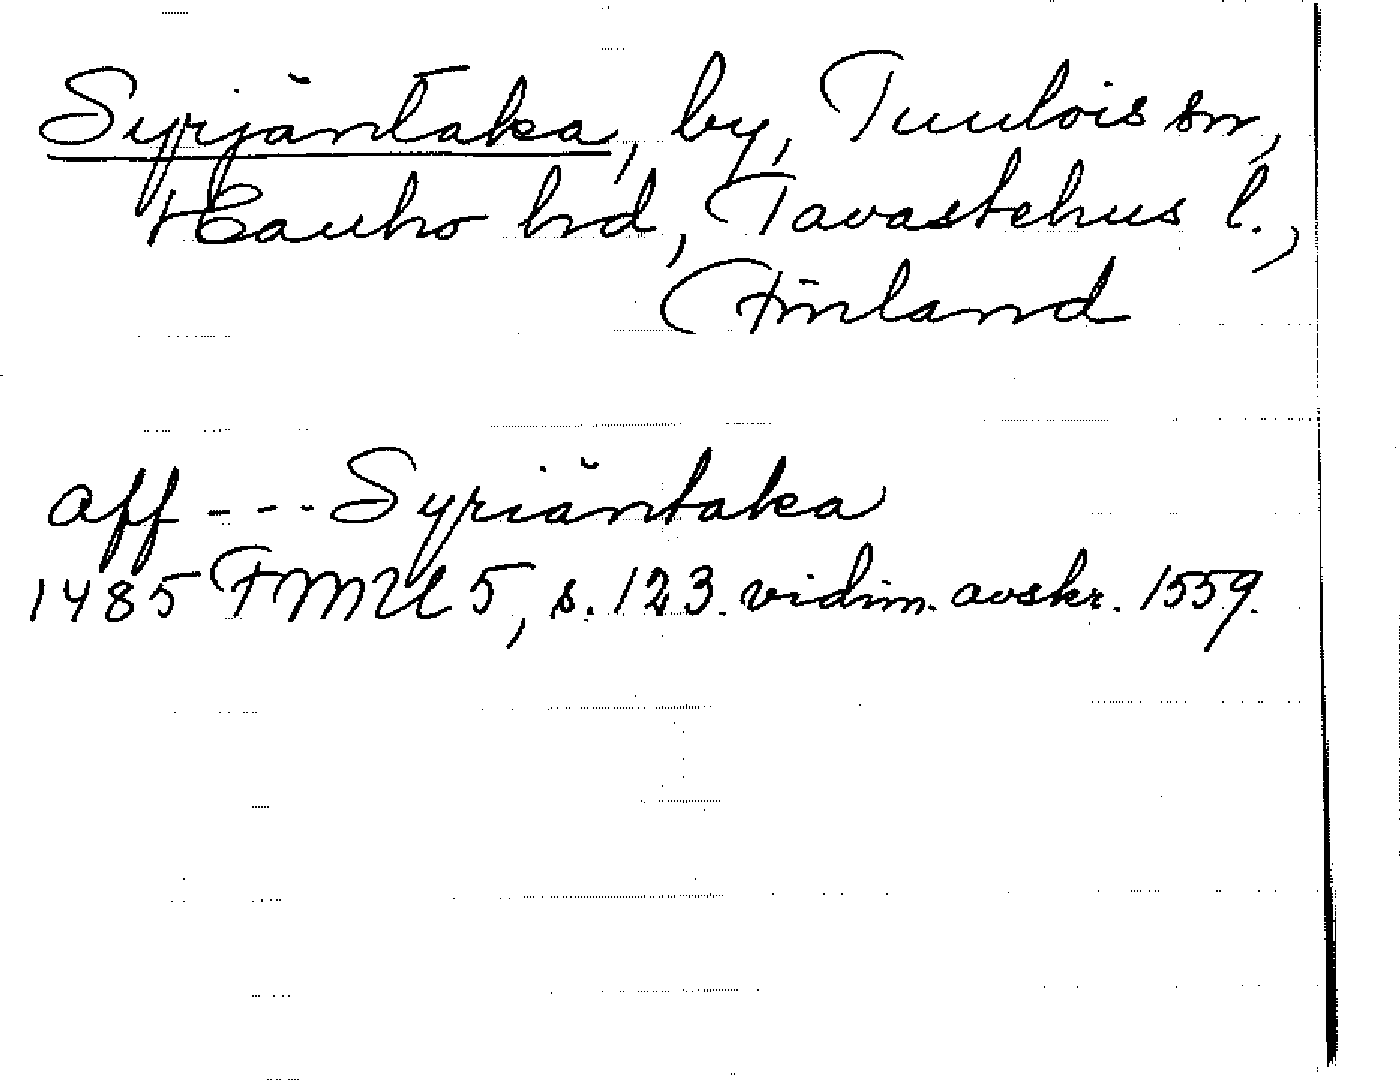 Syrjäntaka, by, Tuulois sn,
Hauho hd, Tavastehus l.,
Finland
aff - - - Syriäntaka
1485 FMU 5, s. 123. vidim. avskr. 1559.